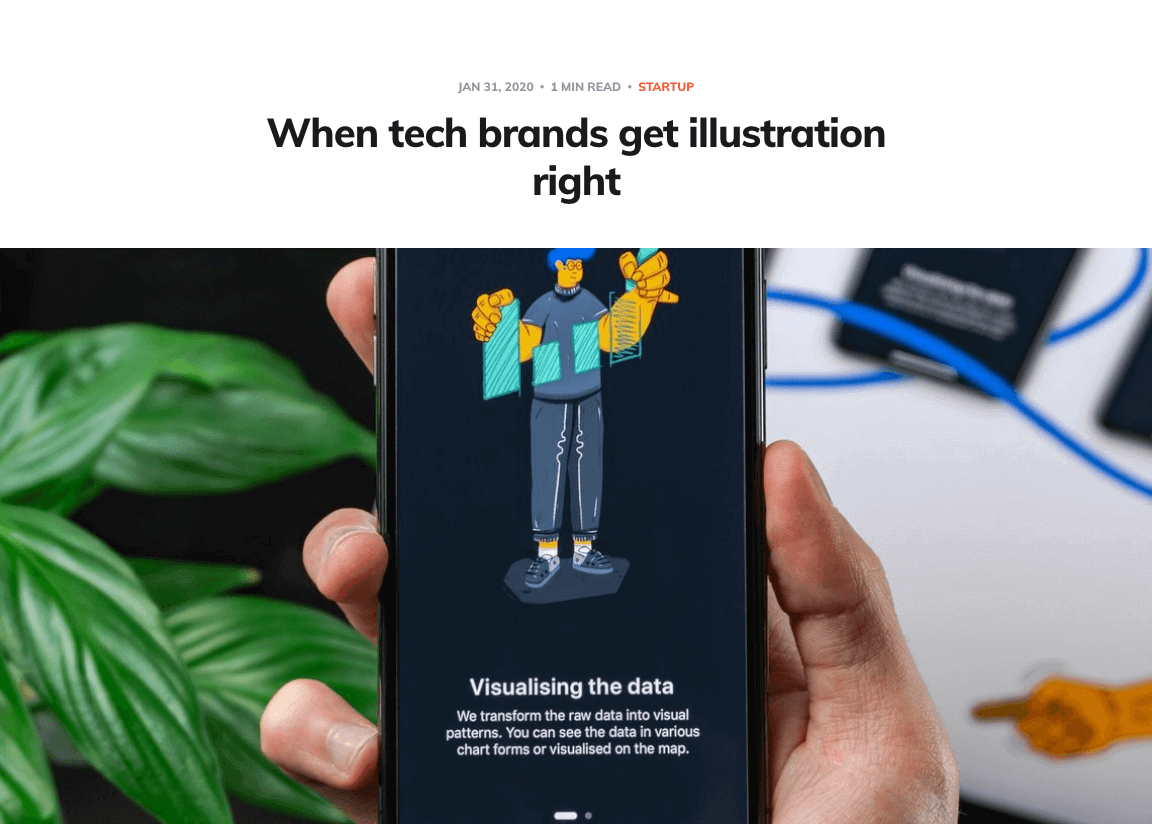 JAN 31, 2020 • 1 MIN READ • STARTUP
When tech brands get illustration
right
Visualising the data
We transform the raw data into visual
patterns. You can see the data in various
chart forms or visualised on the map.